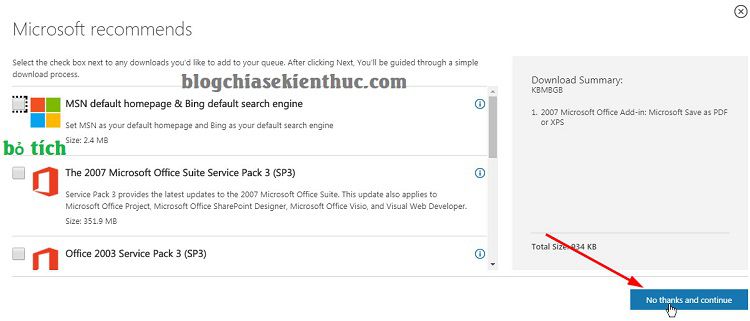 Microsoft recommends
Select the check box next to any downloads you'd like to add to your queue. After clicking Next, You'll be guided through a simple
download process.
blogchiasekienthuc.com
MSN default homepage & Bing default search engine
Set MSN as your default homepage and Bing as your default search engine
Size: 2.4 MB
bỏ tích
The 2007 Microsoft Office Suite Service Pack 3 (SP3)
Service Pack 3 provides the latest updates to the 2007 Microsoft Office Suite. This update also applies to
Microsoft Office Project, Microsoft Office SharePoint Designer, Microsoft Office Visio, and Visual Web Developer.
Size: 351.9 MB
Office 2003 Service Pack 3 (SP3)
Download Summary:
KBMBGB
1. 2007 Microsoft Office Add-in: Microsoft Save as PDF
or XPS
Total Size: 934 KB
No thanks and continue